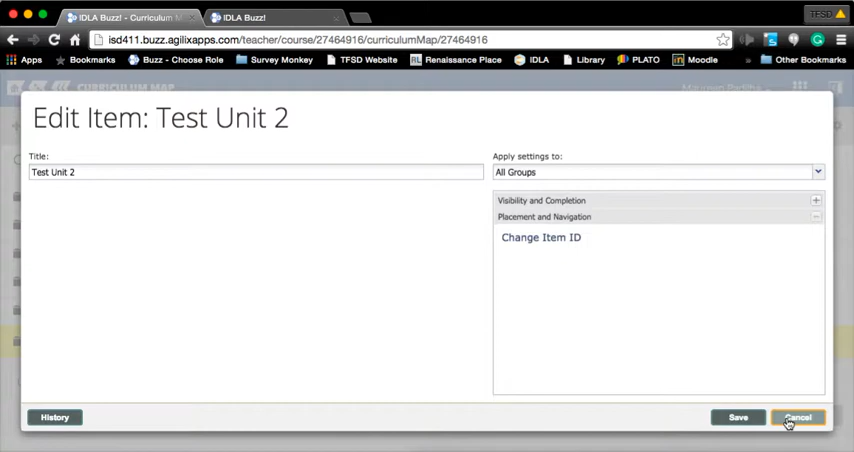 IDLA Buzz! - Curriculum M
IDLA Buzz!
TFSD
isd411.buzz.agilixapps.com/teacher/course/27464916/curriculumMap/27464916
Apps Bookmarks Buzz - Choose Role Survey Monkey TFSD Website RL Renaissance Place IDLA Library PLATO m Moodle » Other Bookmarks
CURRICULUM MAP
Edit Item: Test Unit 2
Title:
Apply settings to:
Test Unit 2
All Groups
Visibility and Completion
Placement and Navigation
Change Item ID
History
Save
Cancel